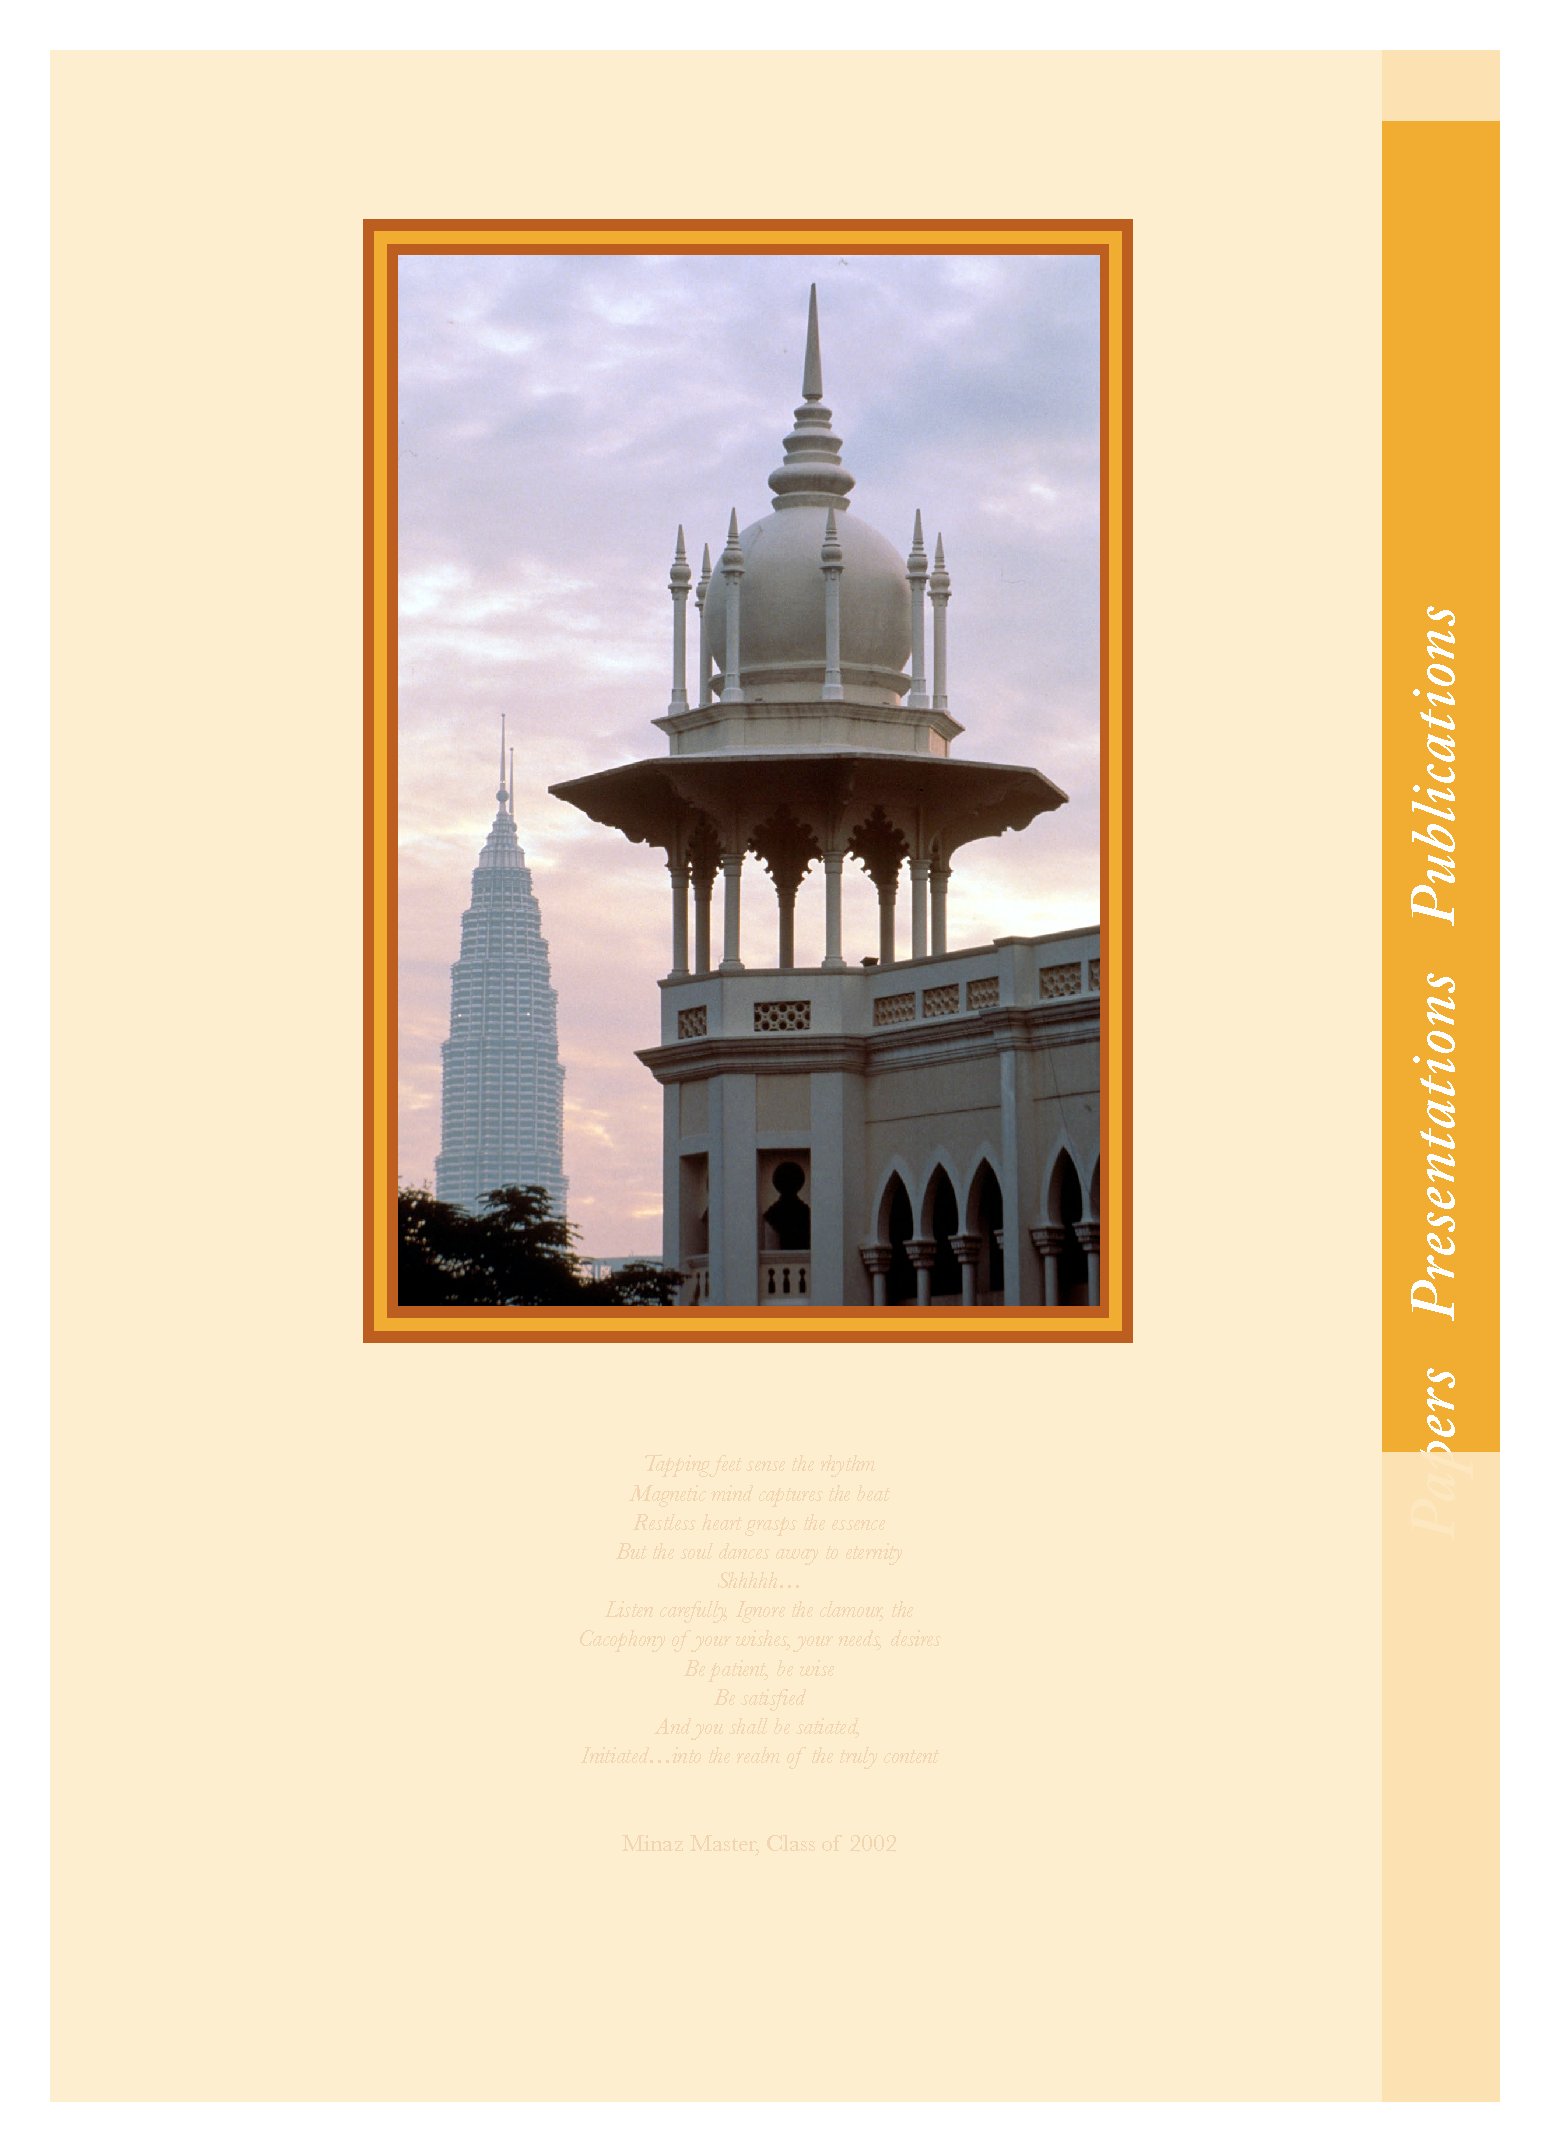 Papers Presentations Publications
Tapping feet sense the rhythm
Magnetic mind captures the beat
Restless heart grasps the essence
But the soul dances away to eternity
Shhhhh…
Listen carefully, Ignore the clamour, the
Cacophony of your wishes, your needs, desires
Be patient, be wise
Be satisfied
And you shall be satiated,
Initiated…into the realm of the truly content
Minaz Master, Class of 2002